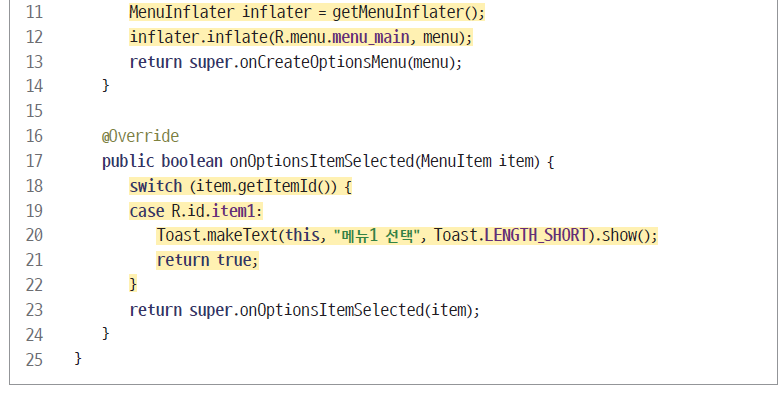 11 MenuInflater inflater = getMenuInflater();
12 inflater.inflate(R.menu.menu_main, menu);
13 return super.onCreateOptionsMenu(menu);
14 }
15
16 @Override
17 public boolean onOptionsItemSelected(MenuItem item) {
18 switch (item.getItemId()) {
19 case R.id.item1:
20 Toast.makeText(this, "메뉴1 선택", Toast.LENGTH_SHORT).show();
21 return true;
22 }
23 return super.onOptionsItemSelected(item);
24 }
25 }